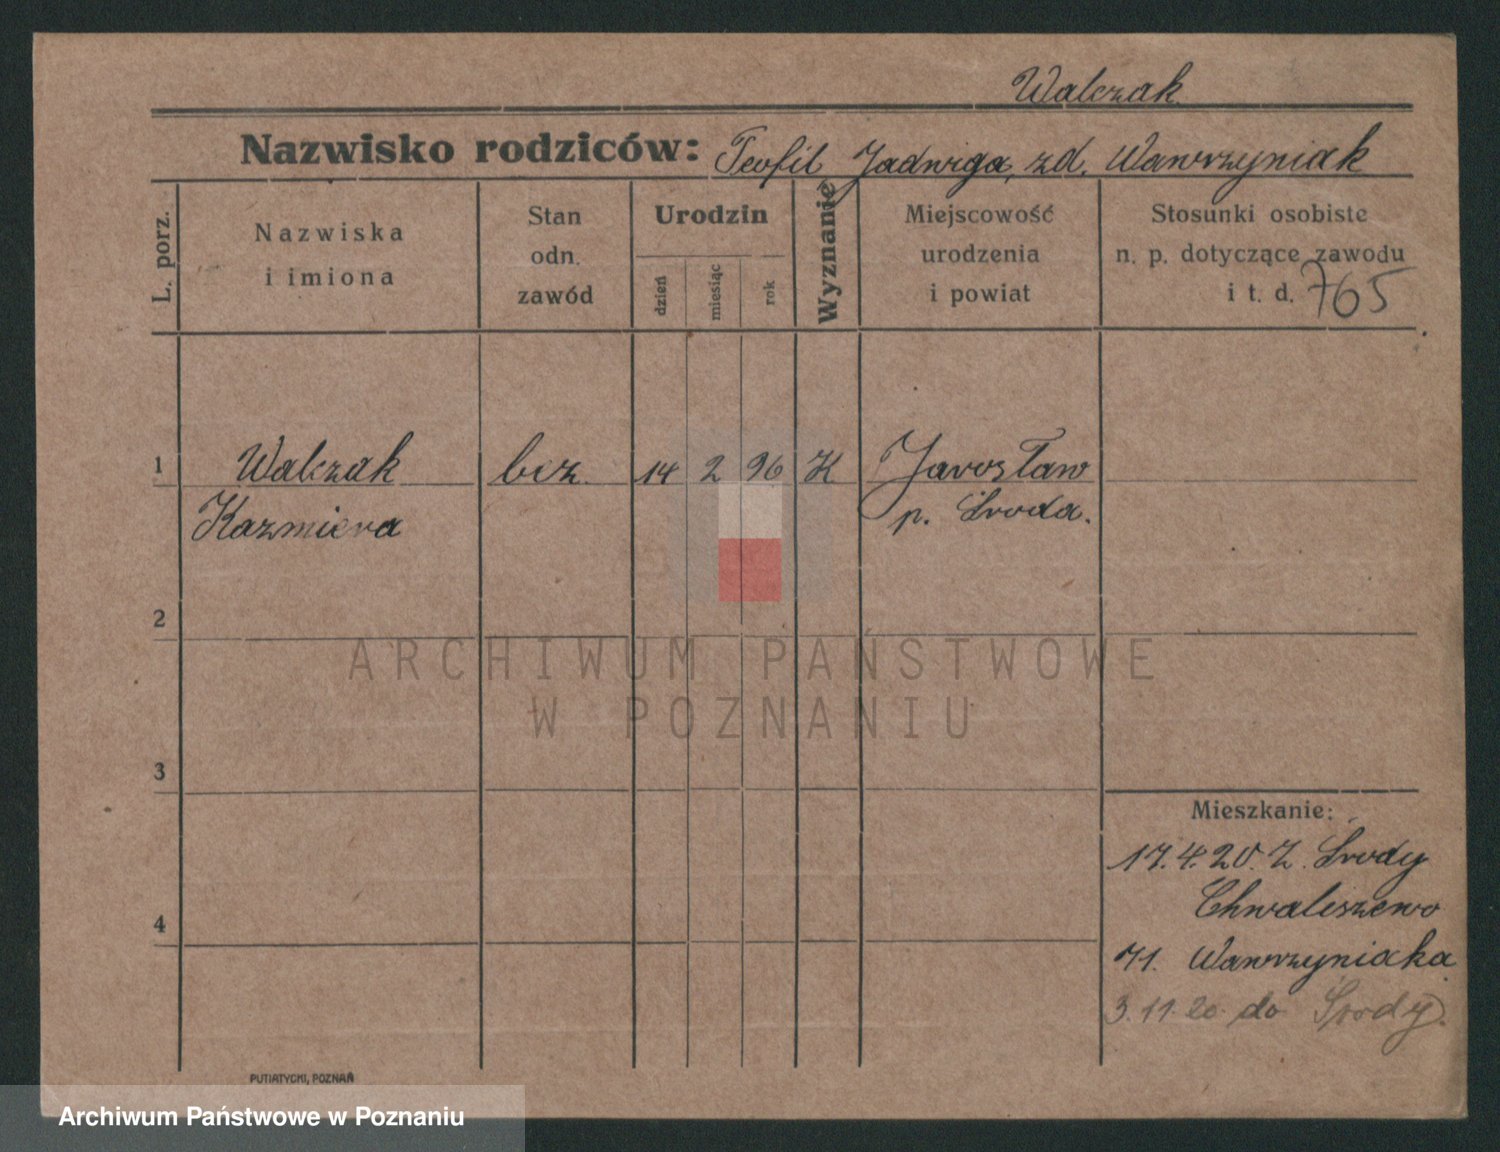 Walczak
Nazwisko rodziców: Teofil Jadwiga, zd. Wawrzyniak
L. porz.
Nazwiska
i imiona
Stan
odn.
zawód
Urodzin
dzień
miesiąc
rok
Wyznanie
Miejscowość
urodzenia
i powiat
Stosunki osobiste
n. p. dotyczące zawodu
i t. d. 765
1 Walczak bez. 14 2 96 K Jarosław
Kazmiera p. Środa.
2
ARCHIWUM PAŃSTWOWE
W POZNANIU
3
Mieszkanie:
17.4.20. Z. Środy
Chwaliszewo
4
71. Wawrzyniaka
3.11.20 do Środy.
PUTIATYCKI, POZNAŃ
Archiwum Państwowe w Poznaniu